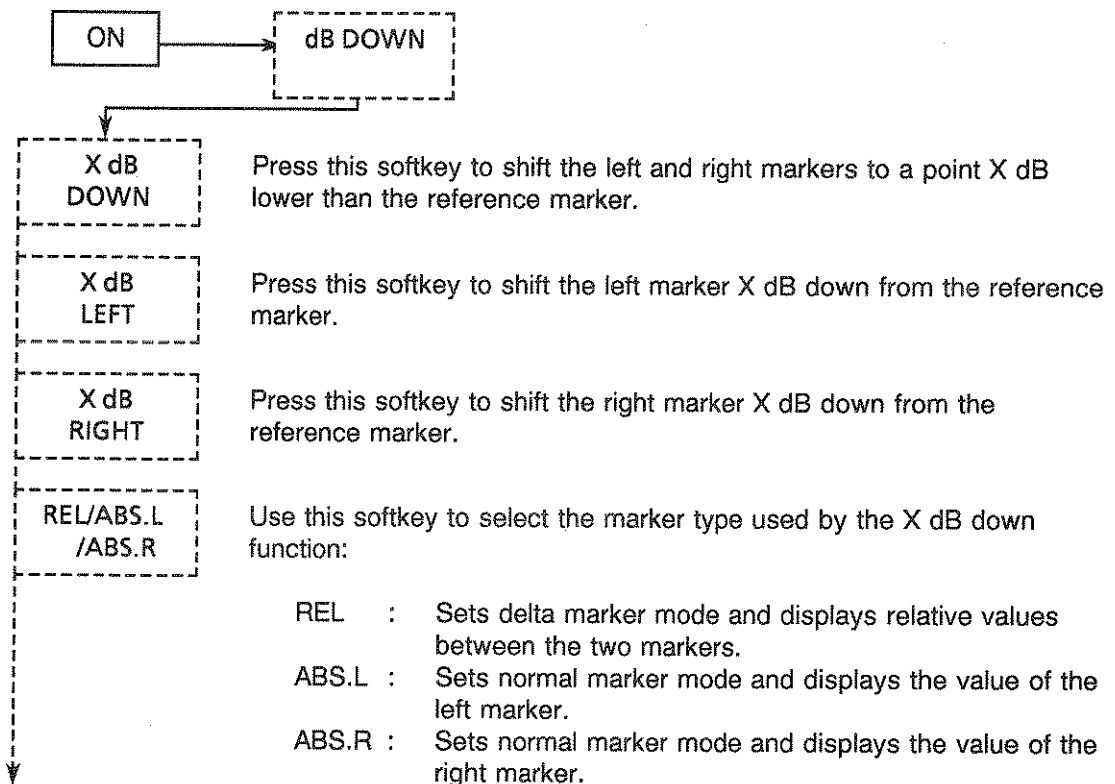 ON
dB DOWN
X dB
DOWN
Press this softkey to shift the left and right markers to a point X dB
lower than the reference marker.
X dB
LEFT
Press this softkey to shift the left marker X dB down from the reference
marker.
X dB
RIGHT
Press this softkey to shift the right marker X dB down from the
reference marker.
REL/ABS.L
/ABS.R
Use this softkey to select the marker type used by the X dB down
function:
REL : Sets delta marker mode and displays relative values
between the two markers.
ABS.L : Sets normal marker mode and displays the value of the
left marker.
ABS.R : Sets normal marker mode and displays the value of the
right marker.